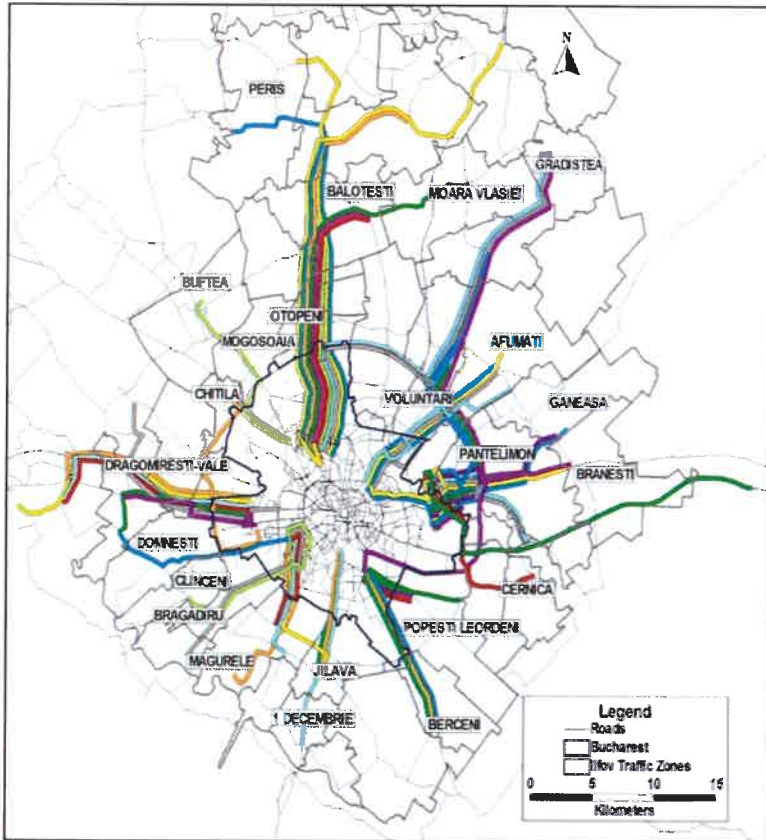 N
PERIS
GRADISTEA
BALOTESTI
MOARA VLASIEI
BUFTEA
OTOPENI
MOGOSOAIA
AFUMATI
CHITILA
VOLUNTARI
GANEASA
PANTELIMON
DRAGOMIRESTI-VALE
BRANESTI
DOMNESTI
CLINCENI
CERNICA
BRAGADIRU
POPESTI LEORDENI
MAGURELE
JILAVA
1 DECEMBRIE
BERCENI
Legend
Roads
Bucharest
Ilfov Traffic Zones
0 5 10 15
Kilometers